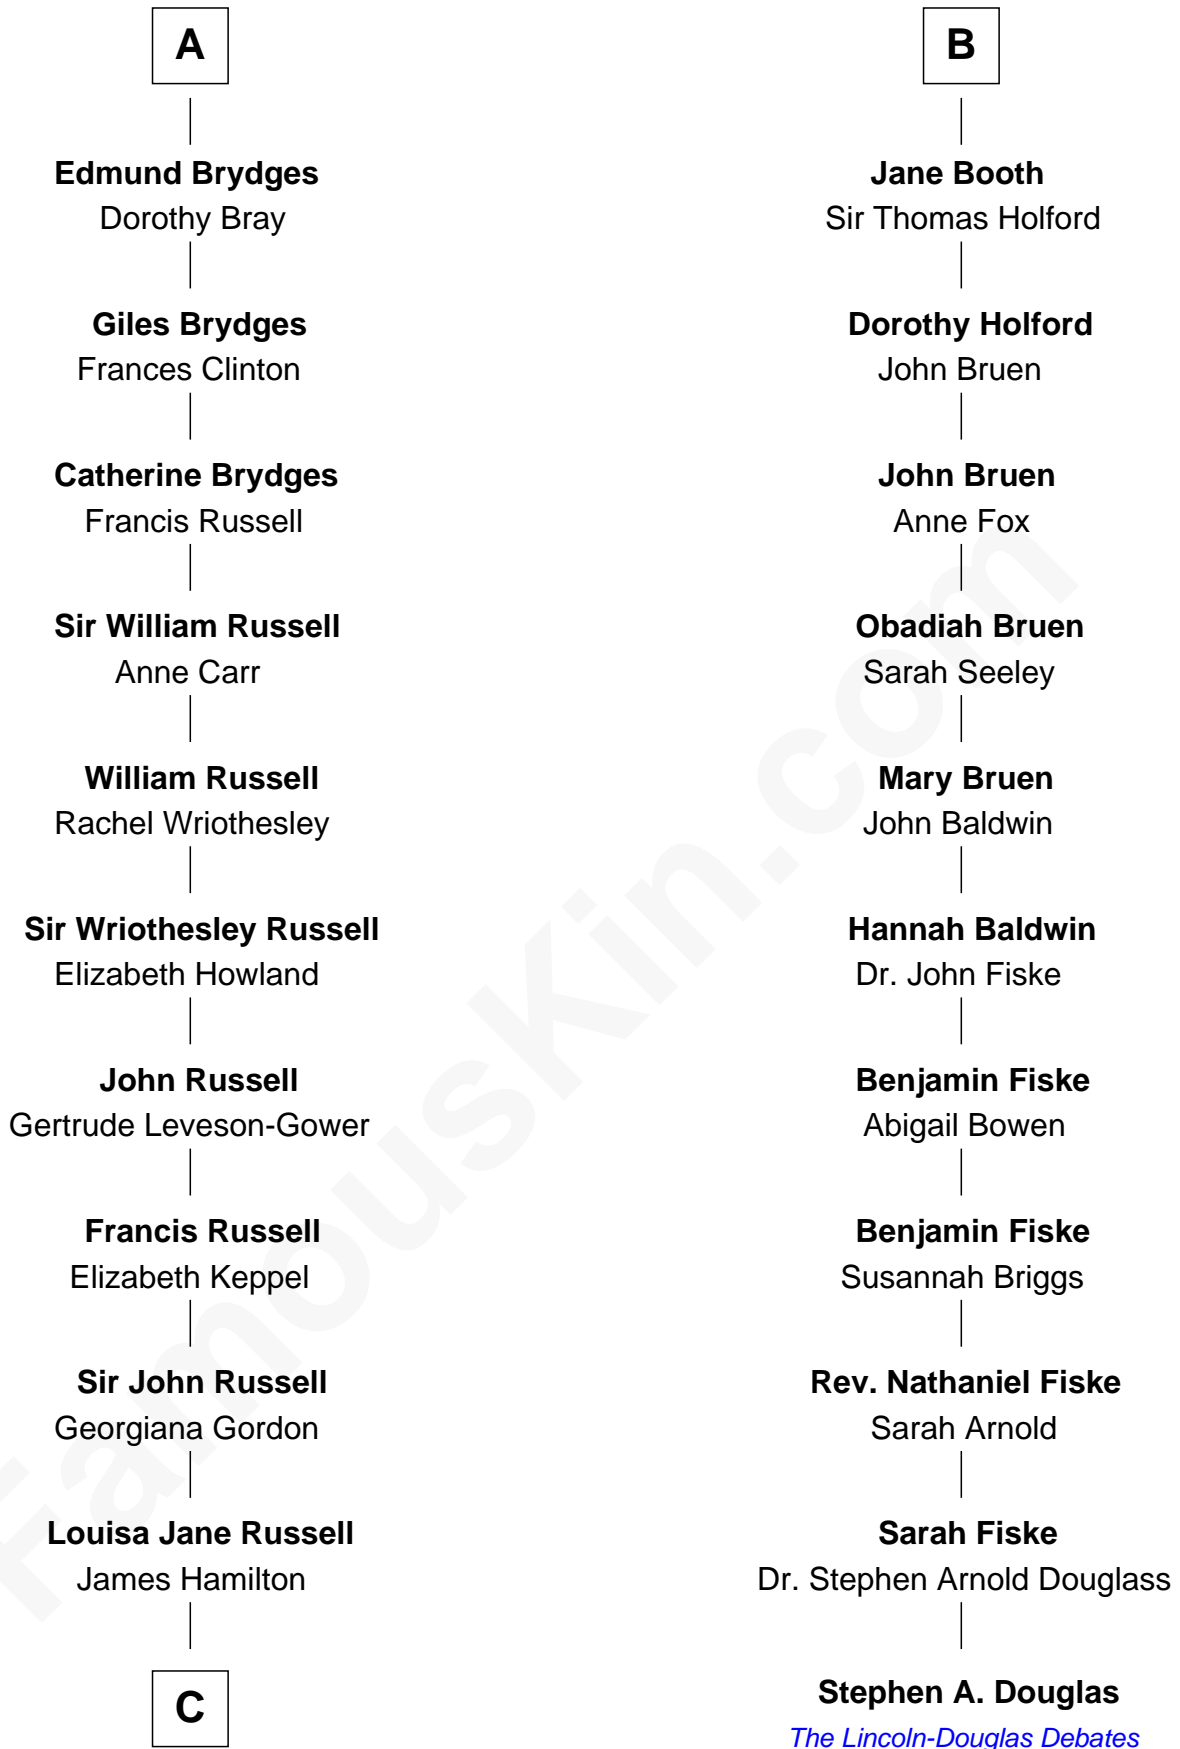 A
Edmund Brydges
Dorothy Bray
Giles Brydges
Frances Clinton
Catherine Brydges
Francis Russell
Sir William Russell
Anne Carr
William Russell
Rachel Wriothesley
Sir Wriothesley Russell
Elizabeth Howland
John Russell
Gertrude Leveson-Gower
Francis Russell
Elizabeth Keppel
Sir John Russell
Georgiana Gordon
Louisa Jane Russell
James Hamilton
C
B
Jane Booth
Sir Thomas Holford
Dorothy Holford
John Bruen
John Bruen
Anne Fox
Obadiah Bruen
Sarah Seeley
Mary Bruen
John Baldwin
Hannah Baldwin
Dr. John Fiske
Benjamin Fiske
Abigail Bowen
Benjamin Fiske
Susannah Briggs
Rev. Nathaniel Fiske
Sarah Arnold
Sarah Fiske
Dr. Stephen Arnold Douglass
Stephen A. Douglas
The Lincoln-Douglas Debates
FamousKin.com